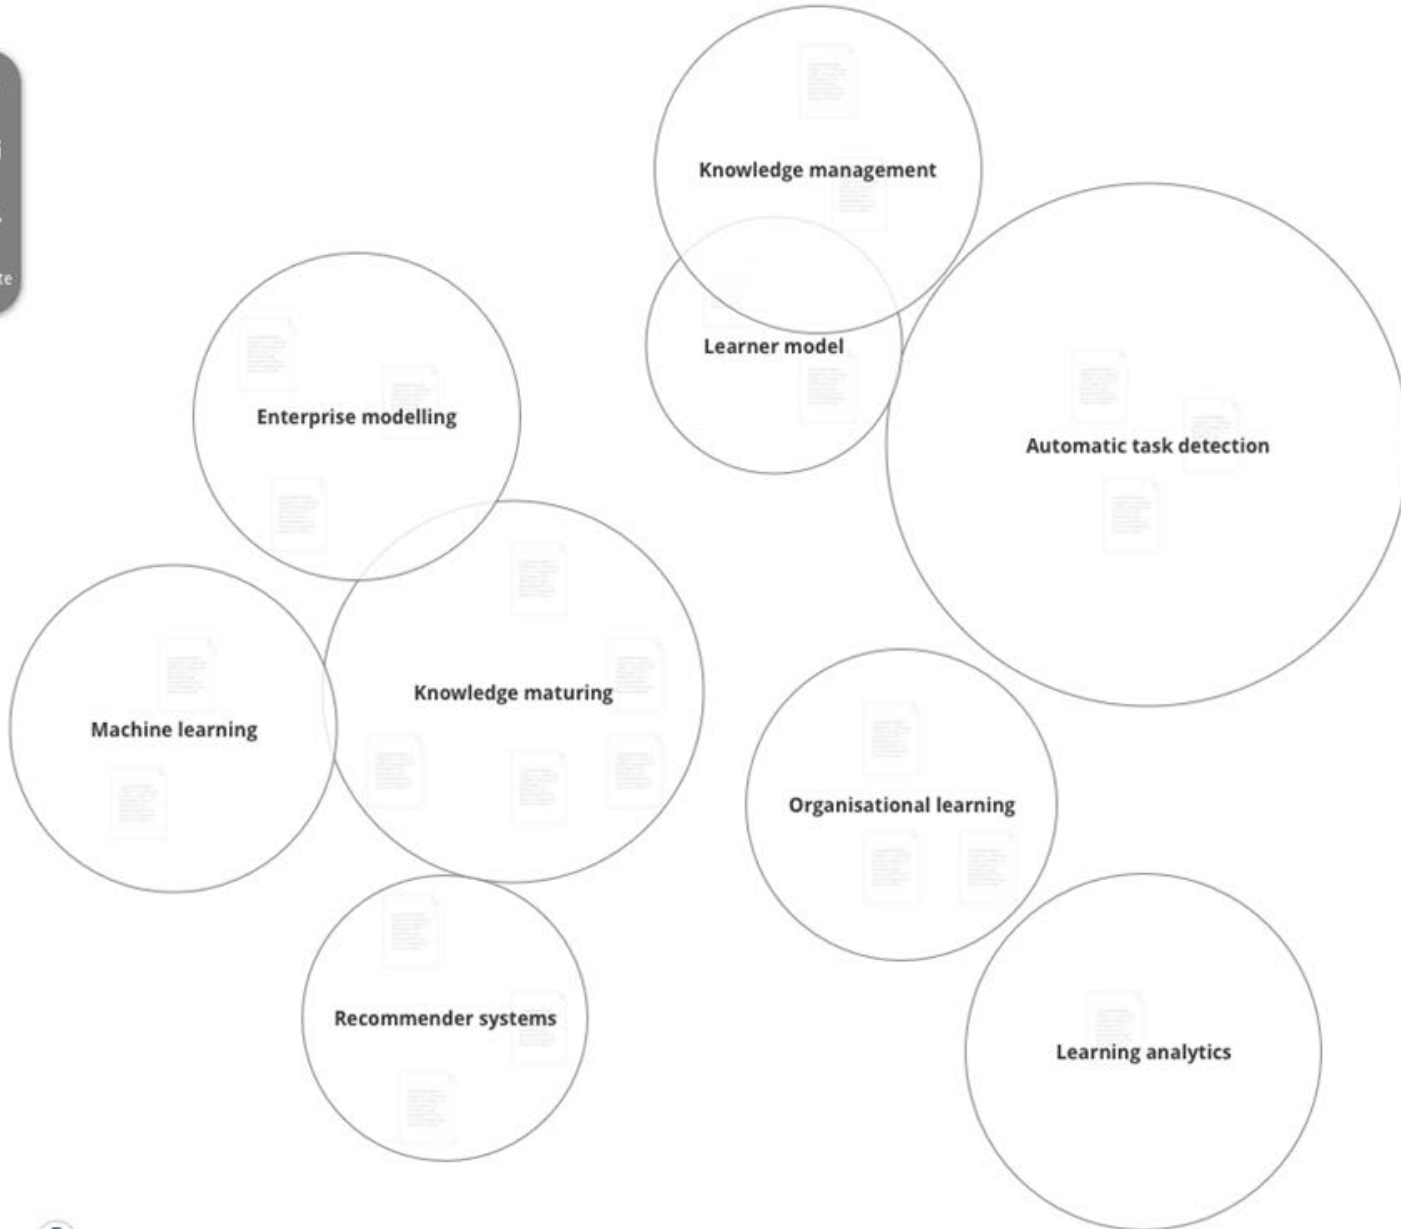 Knowledge management
Learner model
Enterprise modelling
Automatic task detection
Knowledge maturing
Machine learning
Organisational learning
Recommender systems
Learning analytics